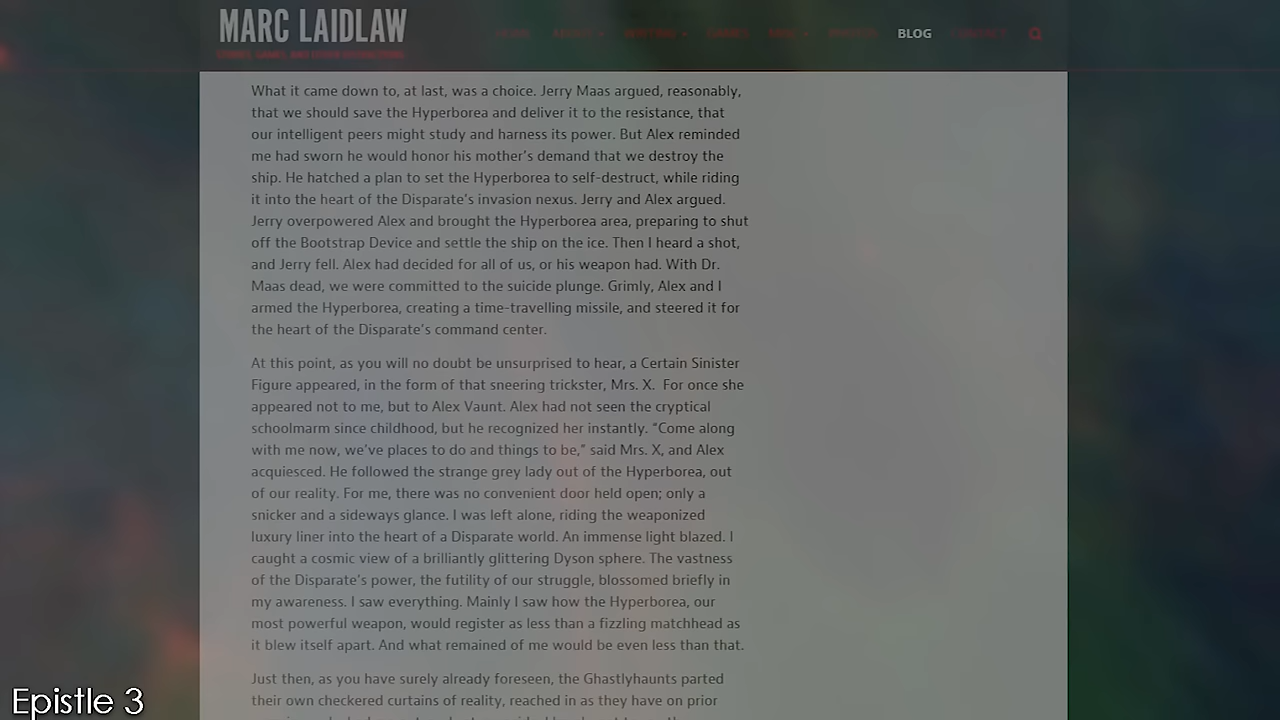 MARC LAIDLAW
BLOG
What it came down to, at last, was a choice. Jerry Maas argued, reasonably,
that we should save the Hyperborea and deliver it to the resistance, that
our intelligent peers might study and harness its power. But Alex reminded
me had sworn he would honor his mother's demand that we destroy the
ship. He hatched a plan to set the Hyperborea to self-destruct, while riding
it into the heart of the Disparate's invasion nexus. Jerry and Alex argued.
Jerry overpowered Alex and brought the Hyperborea area, preparing to shut
off the Bootstrap Device and settle the ship on the ice. Then I heard a shot,
and Jerry fell. Alex had decided for all of us, or his weapon had. With Dr.
Maas dead, we were committed to the suicide plunge. Grimly, Alex and I
armed the Hyperborea, creating a time-travelling missile, and steered it for
the heart of the Disparate's command center.
At this point, as you will no doubt be unsurprised to hear, a Certain Sinister
Figure appeared, in the form of that sneering trickster, Mrs. X.  For once she
appeared not to me, but to Alex Vaunt. Alex had not seen the cryptical
schoolmarm since childhood, but he recognized her instantly. “Come along
with me now, we've places to do and things to be,” said Mrs. X, and Alex
acquiesced. He followed the strange grey lady out of the Hyperborea, out
of our reality. For me, there was no convenient door held open; only a
snicker and a sideways glance. I was left alone, riding the weaponized
luxury liner into the heart of a Disparate world. An immense light blazed. I
caught a cosmic view of a brilliantly glittering Dyson sphere. The vastness
of the Disparate's power, the futility of our struggle, blossomed briefly in
my awareness. I saw everything. Mainly I saw how the Hyperborea, our
most powerful weapon, would register as less than a fizzling matchhead as
it blew itself apart. And what remained of me would be even less than that.
Just then, as you have surely already foreseen, the Ghastlyhaunts parted
their own checkered curtains of reality, reached in as they have on prior
Epistle 3